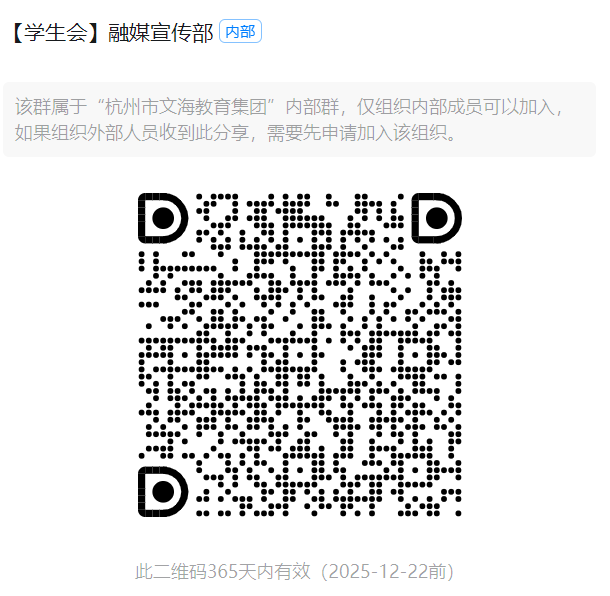 【学生会】融媒宣传部 内部
该群属于“杭州市文海教育集团”内部群，仅组织内部成员可以加入，
如果组织外部人员收到此分享，需要先申请加入该组织。
此二维码365天内有效（2025-12-22前）